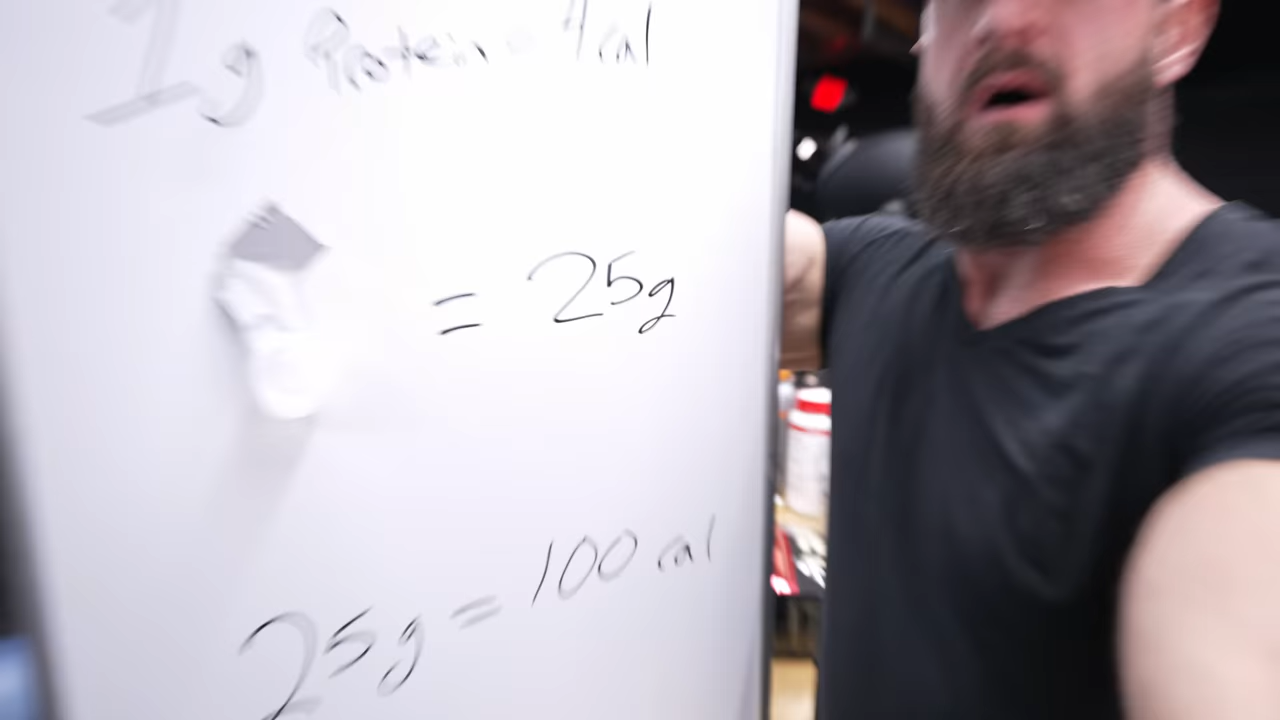 1g Protein = 4 cal
= 25g
25g = 100 cal